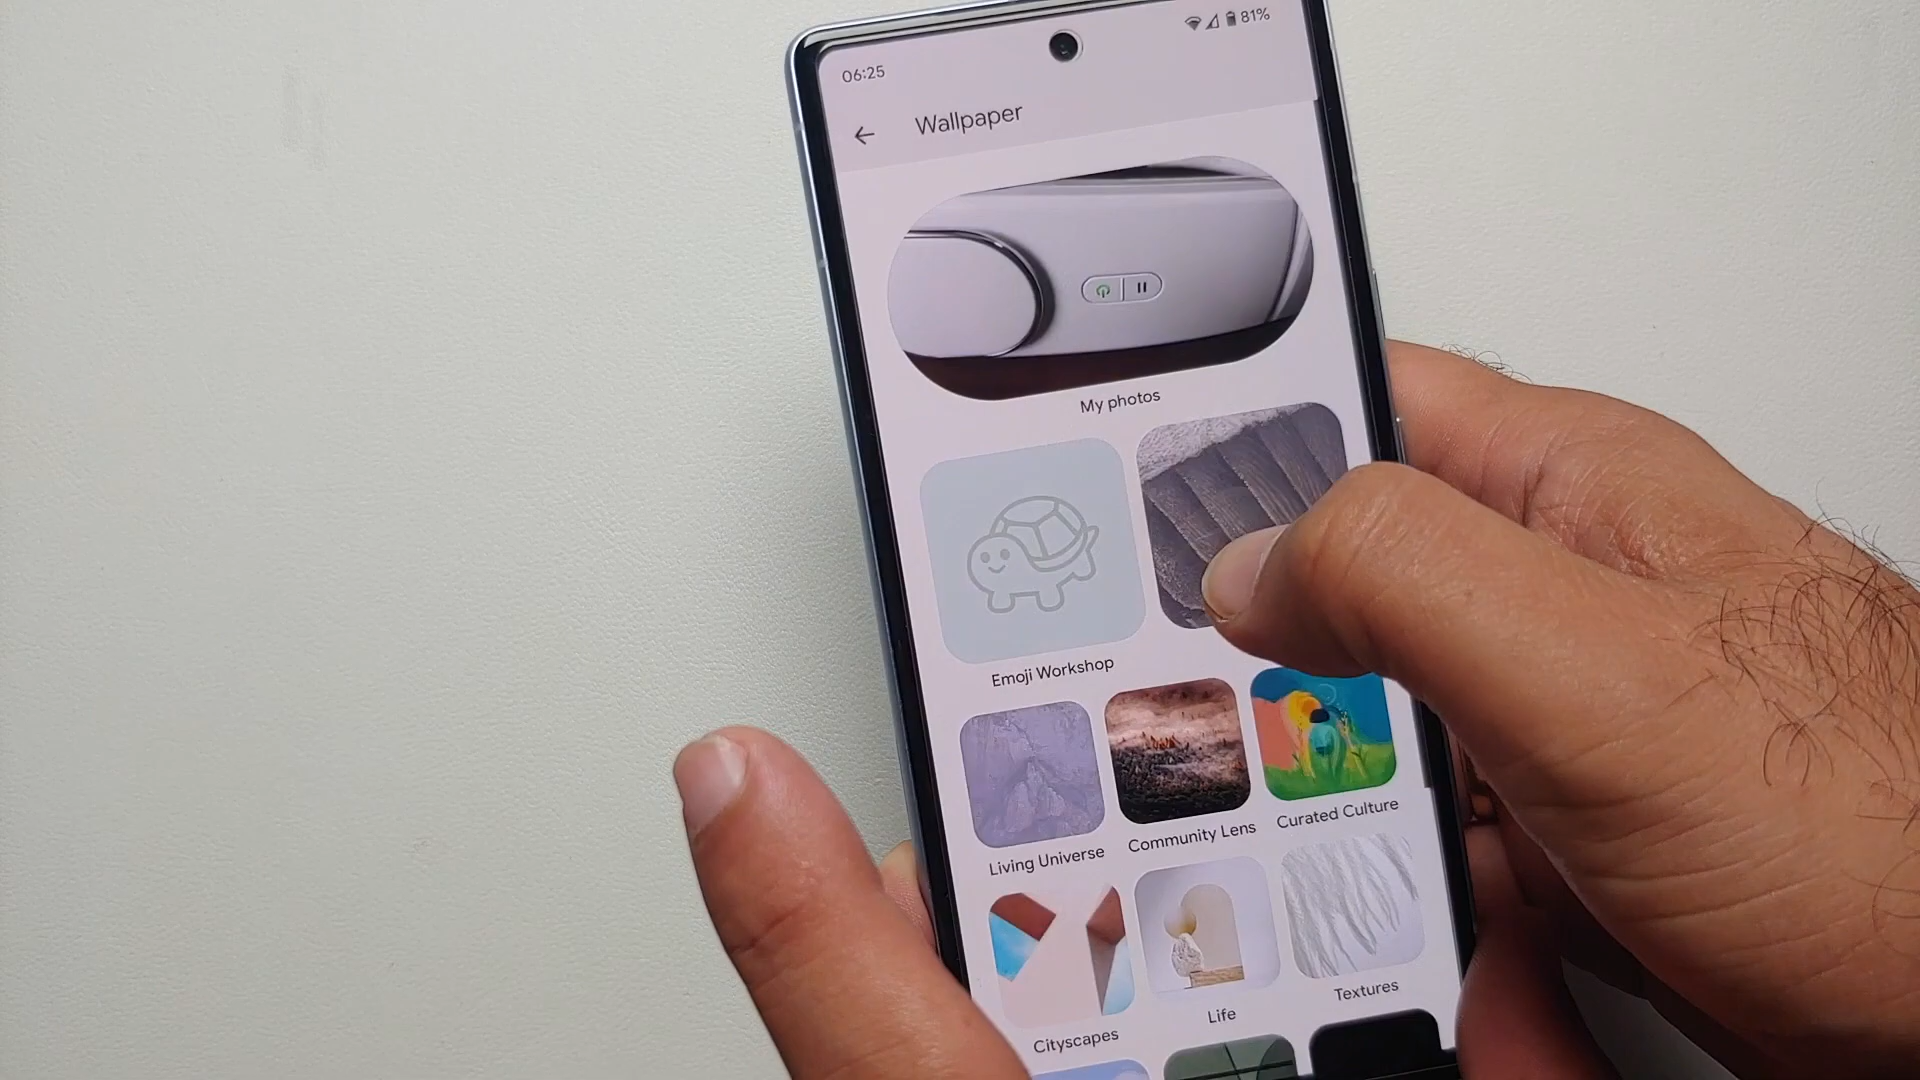 06:25
81%
Wallpaper
My photos
Emoji Workshop
Living Universe
Community Lens
Curated Culture
Cityscapes
Life
Textures